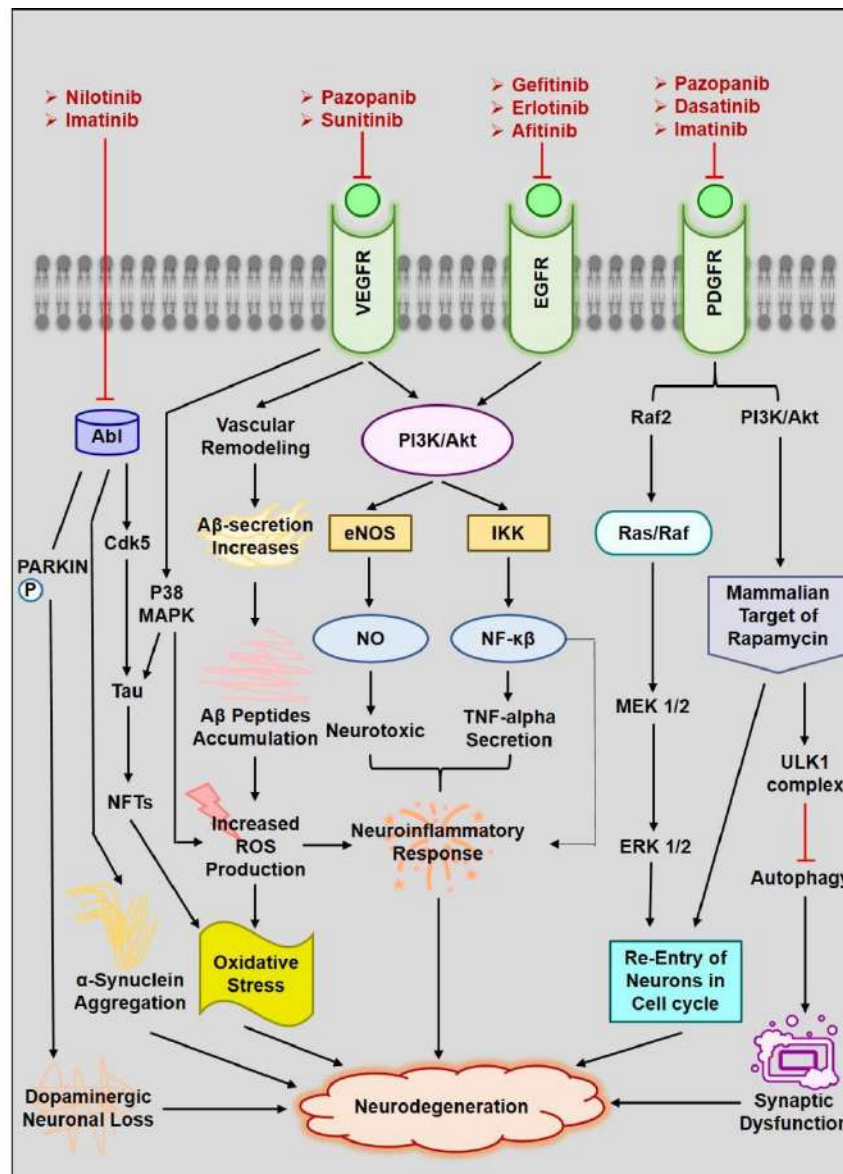 Nilotinib
Imatinib
Pazopanib
Sunitinib
Gefitinib
Erlotinib
Afitinib
Pazopanib
Dasatinib
Imatinib
VEGFR
EGFR
PDGFR
Abl
Vascular
Remodeling
PI3K/Akt
Raf2
PI3K/Akt
Aβ-secretion
Increases
eNOS
IKK
Ras/Raf
Cdk5
PARKIN
P
P38
MAPK
NO
NF-κβ
Mammalian
Target of
Rapamycin
Tau
Aβ Peptides
Accumulation
Neurotoxic
TNF-alpha
Secretion
MEK 1/2
ULK1
complex
NFTs
Increased
ROS
Production
Neuroinflammatory
Response
ERK 1/2
Autophagy
α-Synuclein
Aggregation
Oxidative
Stress
Re-Entry of
Neurons in
Cell cycle
Dopaminergic
Neuronal Loss
Neurodegeneration
Synaptic
Dysfunction